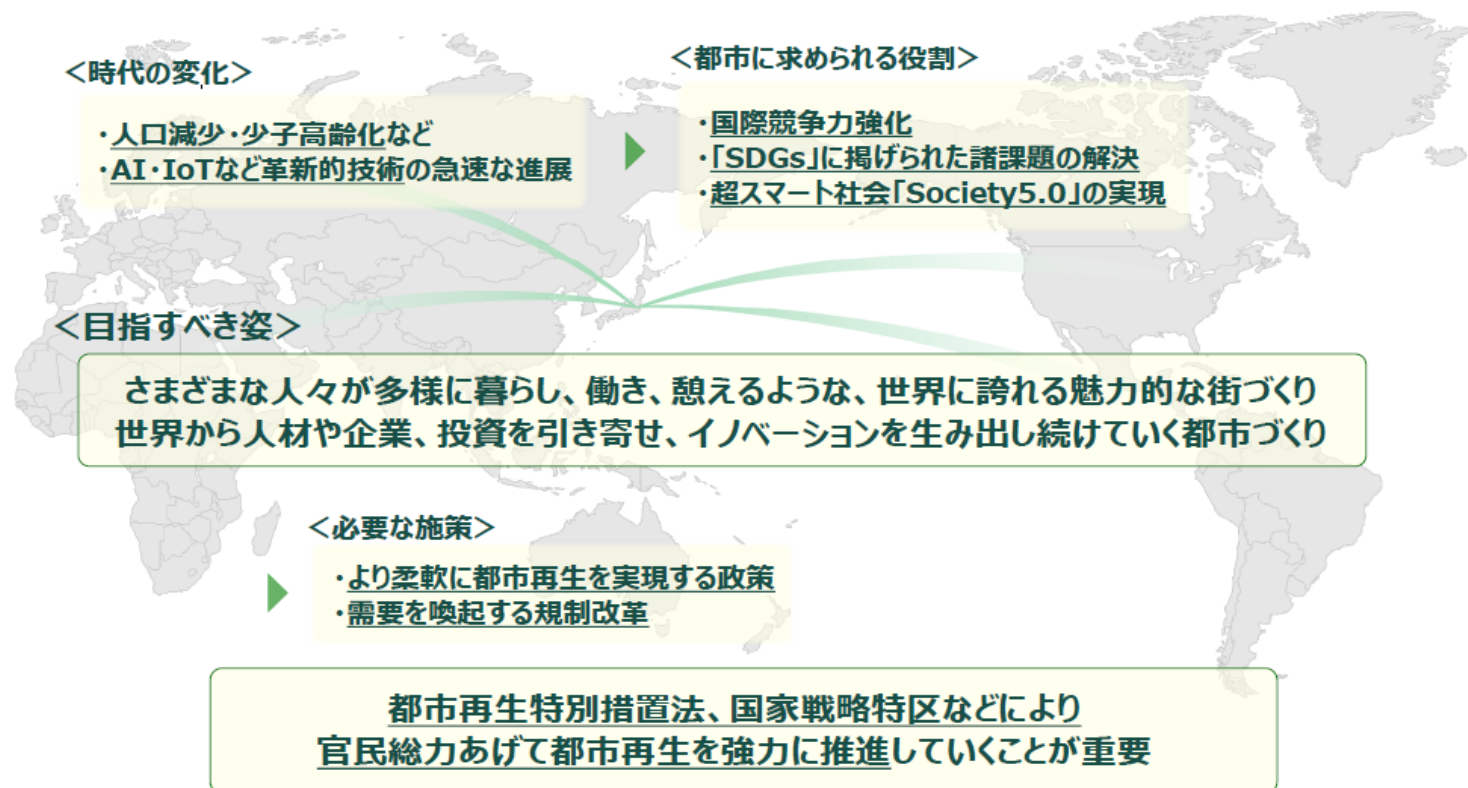 ＜時代の変化＞
・人口減少・少子高齢化など
・AI・IoTなど革新的技術の急速な進展
＜都市に求められる役割＞
・国際競争力強化
・「SDGs」に掲げられた諸課題の解決
・超スマート社会「Society5.0」の実現
＜目指すべき姿＞
さまざまな人々が多様に暮らし、働き、憩えるような、世界に誇れる魅力的な街づくり
世界から人材や企業、投資を引き寄せ、イノベーションを生み出し続けていく都市づくり
＜必要な施策＞
・より柔軟に都市再生を実現する政策
・需要を喚起する規制改革
都市再生特別措置法、国家戦略特区などにより
官民総力あげて都市再生を強力に推進していくことが重要